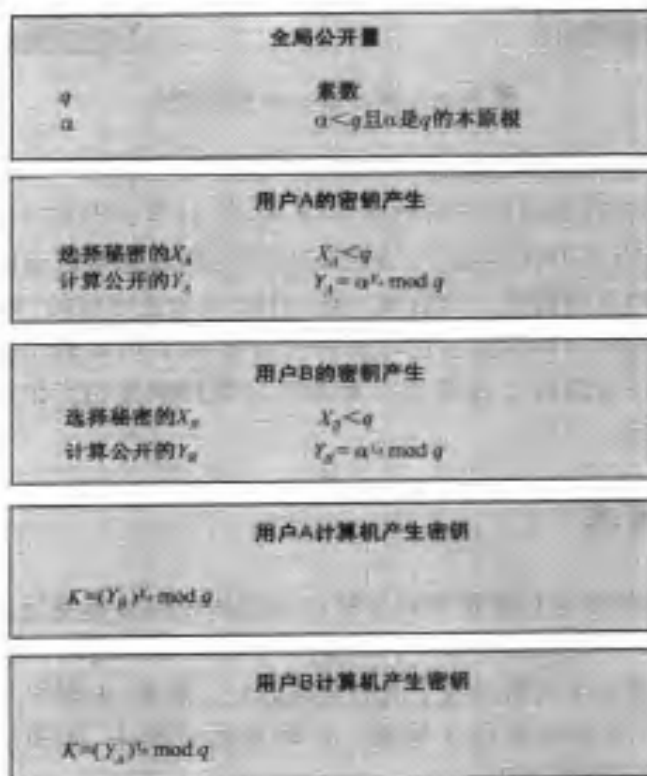 全局公开量
q 素数
α α<q且α是q的本原根
用户A的密钥产生
选择秘密的X_A X_A<q
计算公开的Y_A Y_A= α^X_A mod q
用户B的密钥产生
选择秘密的X_B X_B<q
计算公开的Y_B Y_B= α^X_B mod q
用户A计算机产生密钥
K=(Y_B)^X_A mod q
用户B计算机产生密钥
K=(Y_A)^X_B mod q